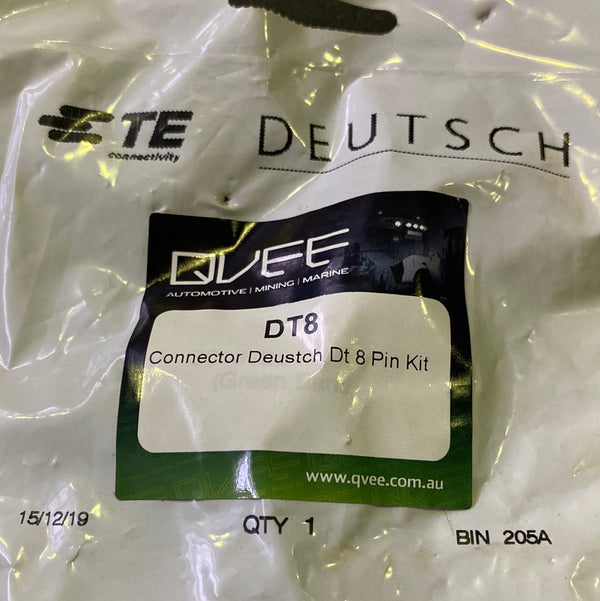 TE
connectivity
DEUTSCH
QVEE
AUTOMOTIVE | MINING | MARINE
DT8
Connector Deustch Dt 8 Pin Kit
(Green
www.qvee.com.au
15/12/19
QTY 1
BIN 205A